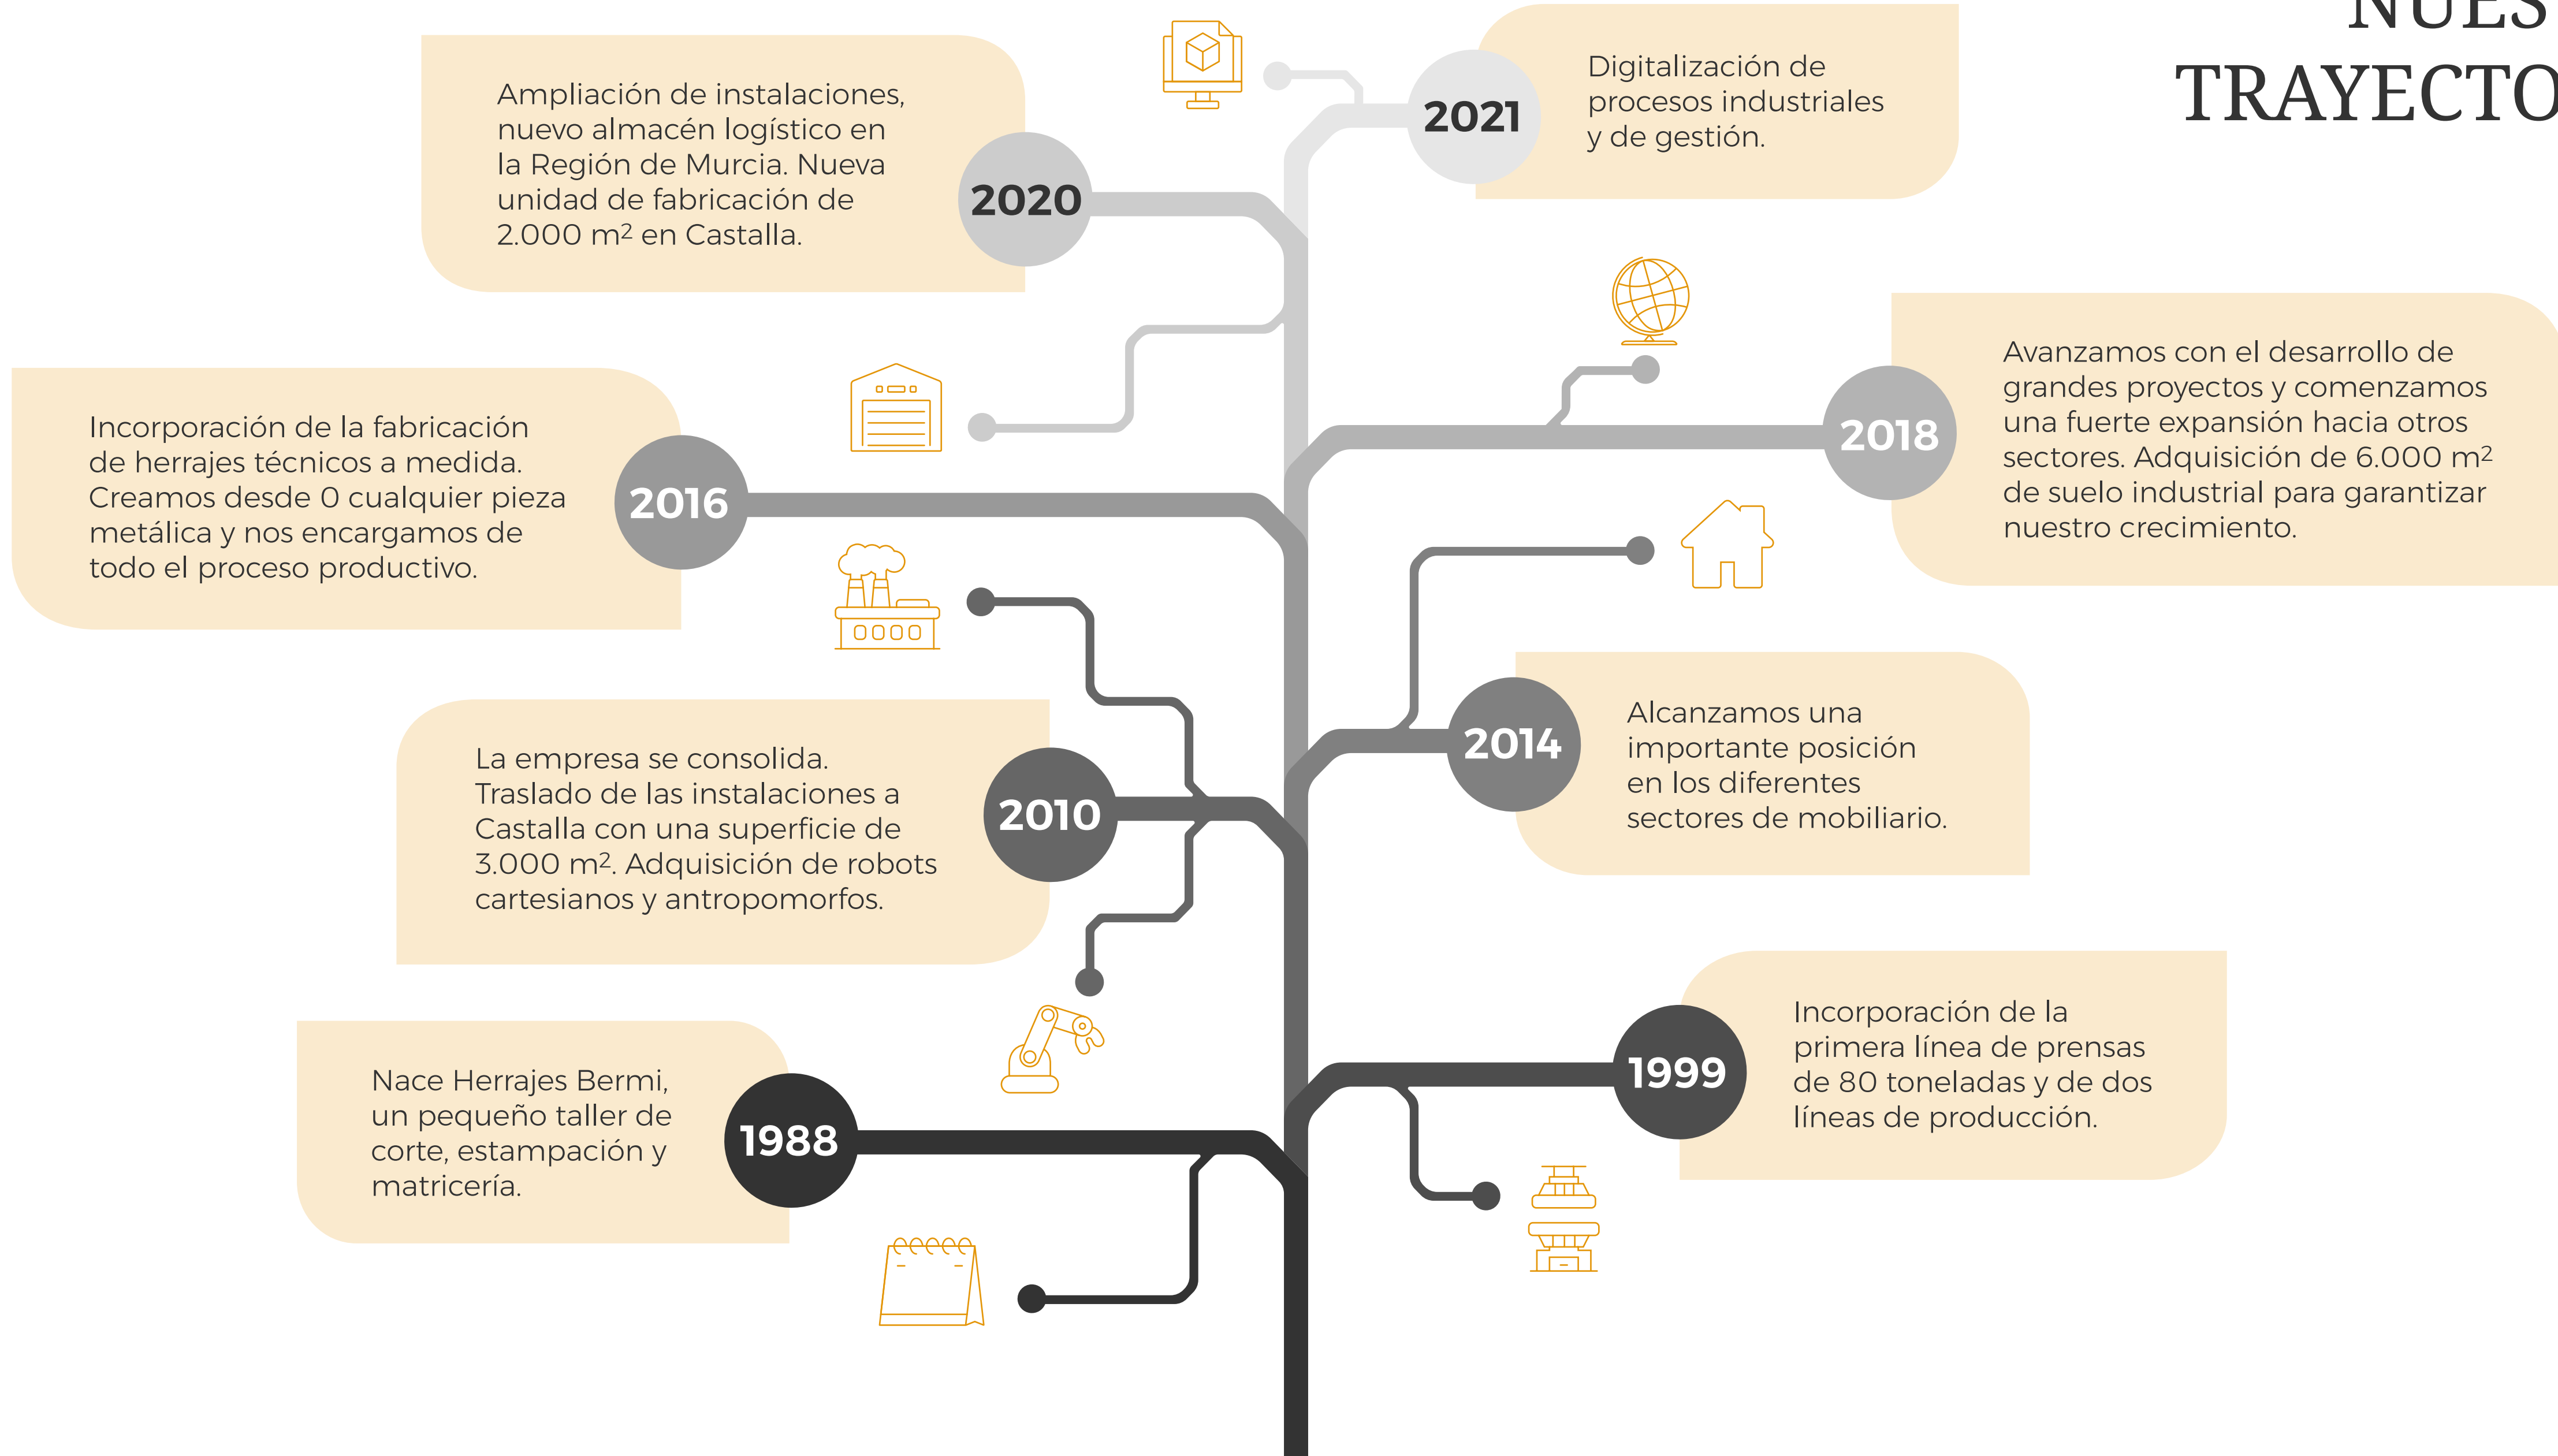 NUES
TRAYECTO
2021
Digitalización de
procesos industriales
y de gestión.
Ampliación de instalaciones,
nuevo almacén logístico en
la Región de Murcia. Nueva
unidad de fabricación de
2.000 m² en Castalla.
2020
2018
Avanzamos con el desarrollo de
grandes proyectos y comenzamos
una fuerte expansión hacia otros
sectores. Adquisición de 6.000 m²
de suelo industrial para garantizar
nuestro crecimiento.
Incorporación de la fabricación
de herrajes técnicos a medida.
Creamos desde 0 cualquier pieza
metálica y nos encargamos de
todo el proceso productivo.
2016
2014
Alcanzamos una
importante posición
en los diferentes
sectores de mobiliario.
La empresa se consolida.
Traslado de las instalaciones a
Castalla con una superficie de
3.000 m². Adquisición de robots
cartesianos y antropomorfos.
2010
1999
Incorporación de la
primera línea de prensas
de 80 toneladas y de dos
líneas de producción.
Nace Herrajes Bermi,
un pequeño taller de
corte, estampación y
matricería.
1988